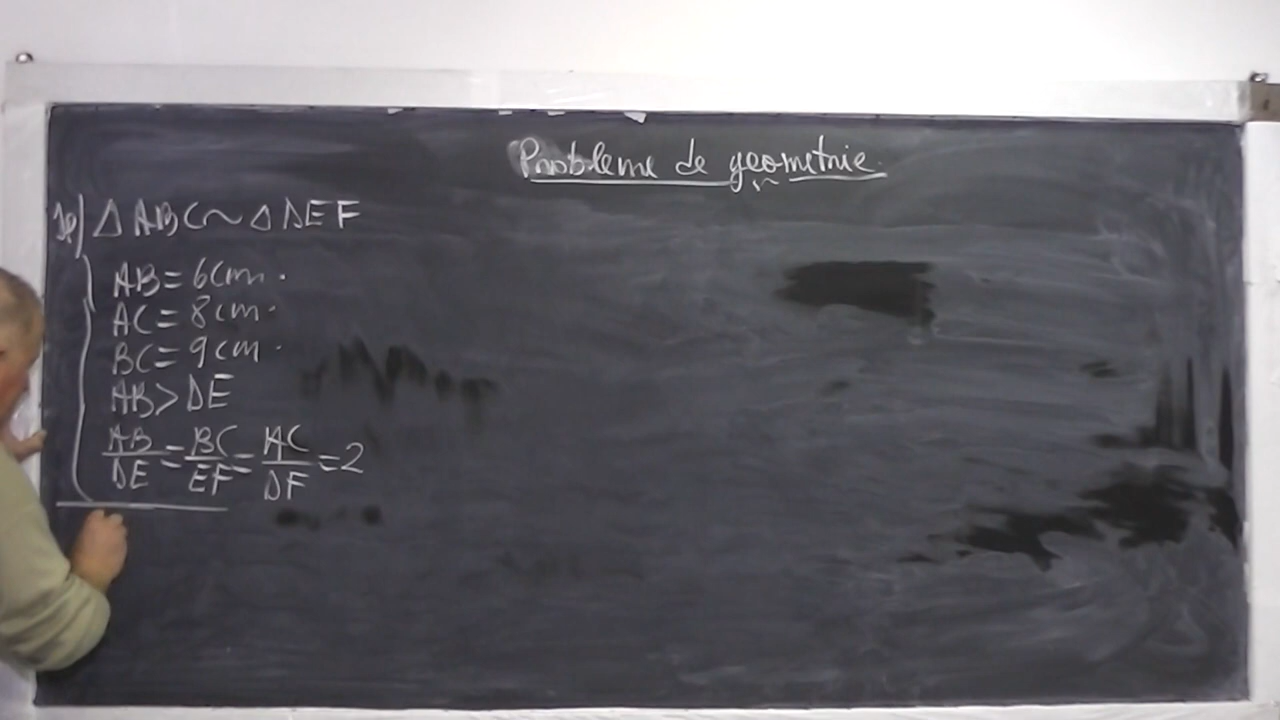 Probleme de geometrie.
Ip) △ ABC ~ △ DEF
AB = 6cm.
AC = 8cm.
BC = 9cm.
AB > DE
AB/DE = BC/EF = AC/DF = 2